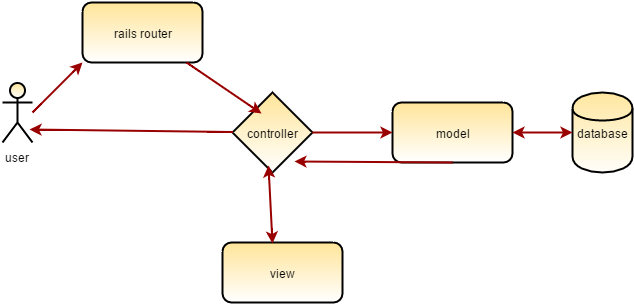 rails router
user
controller
model
database
view